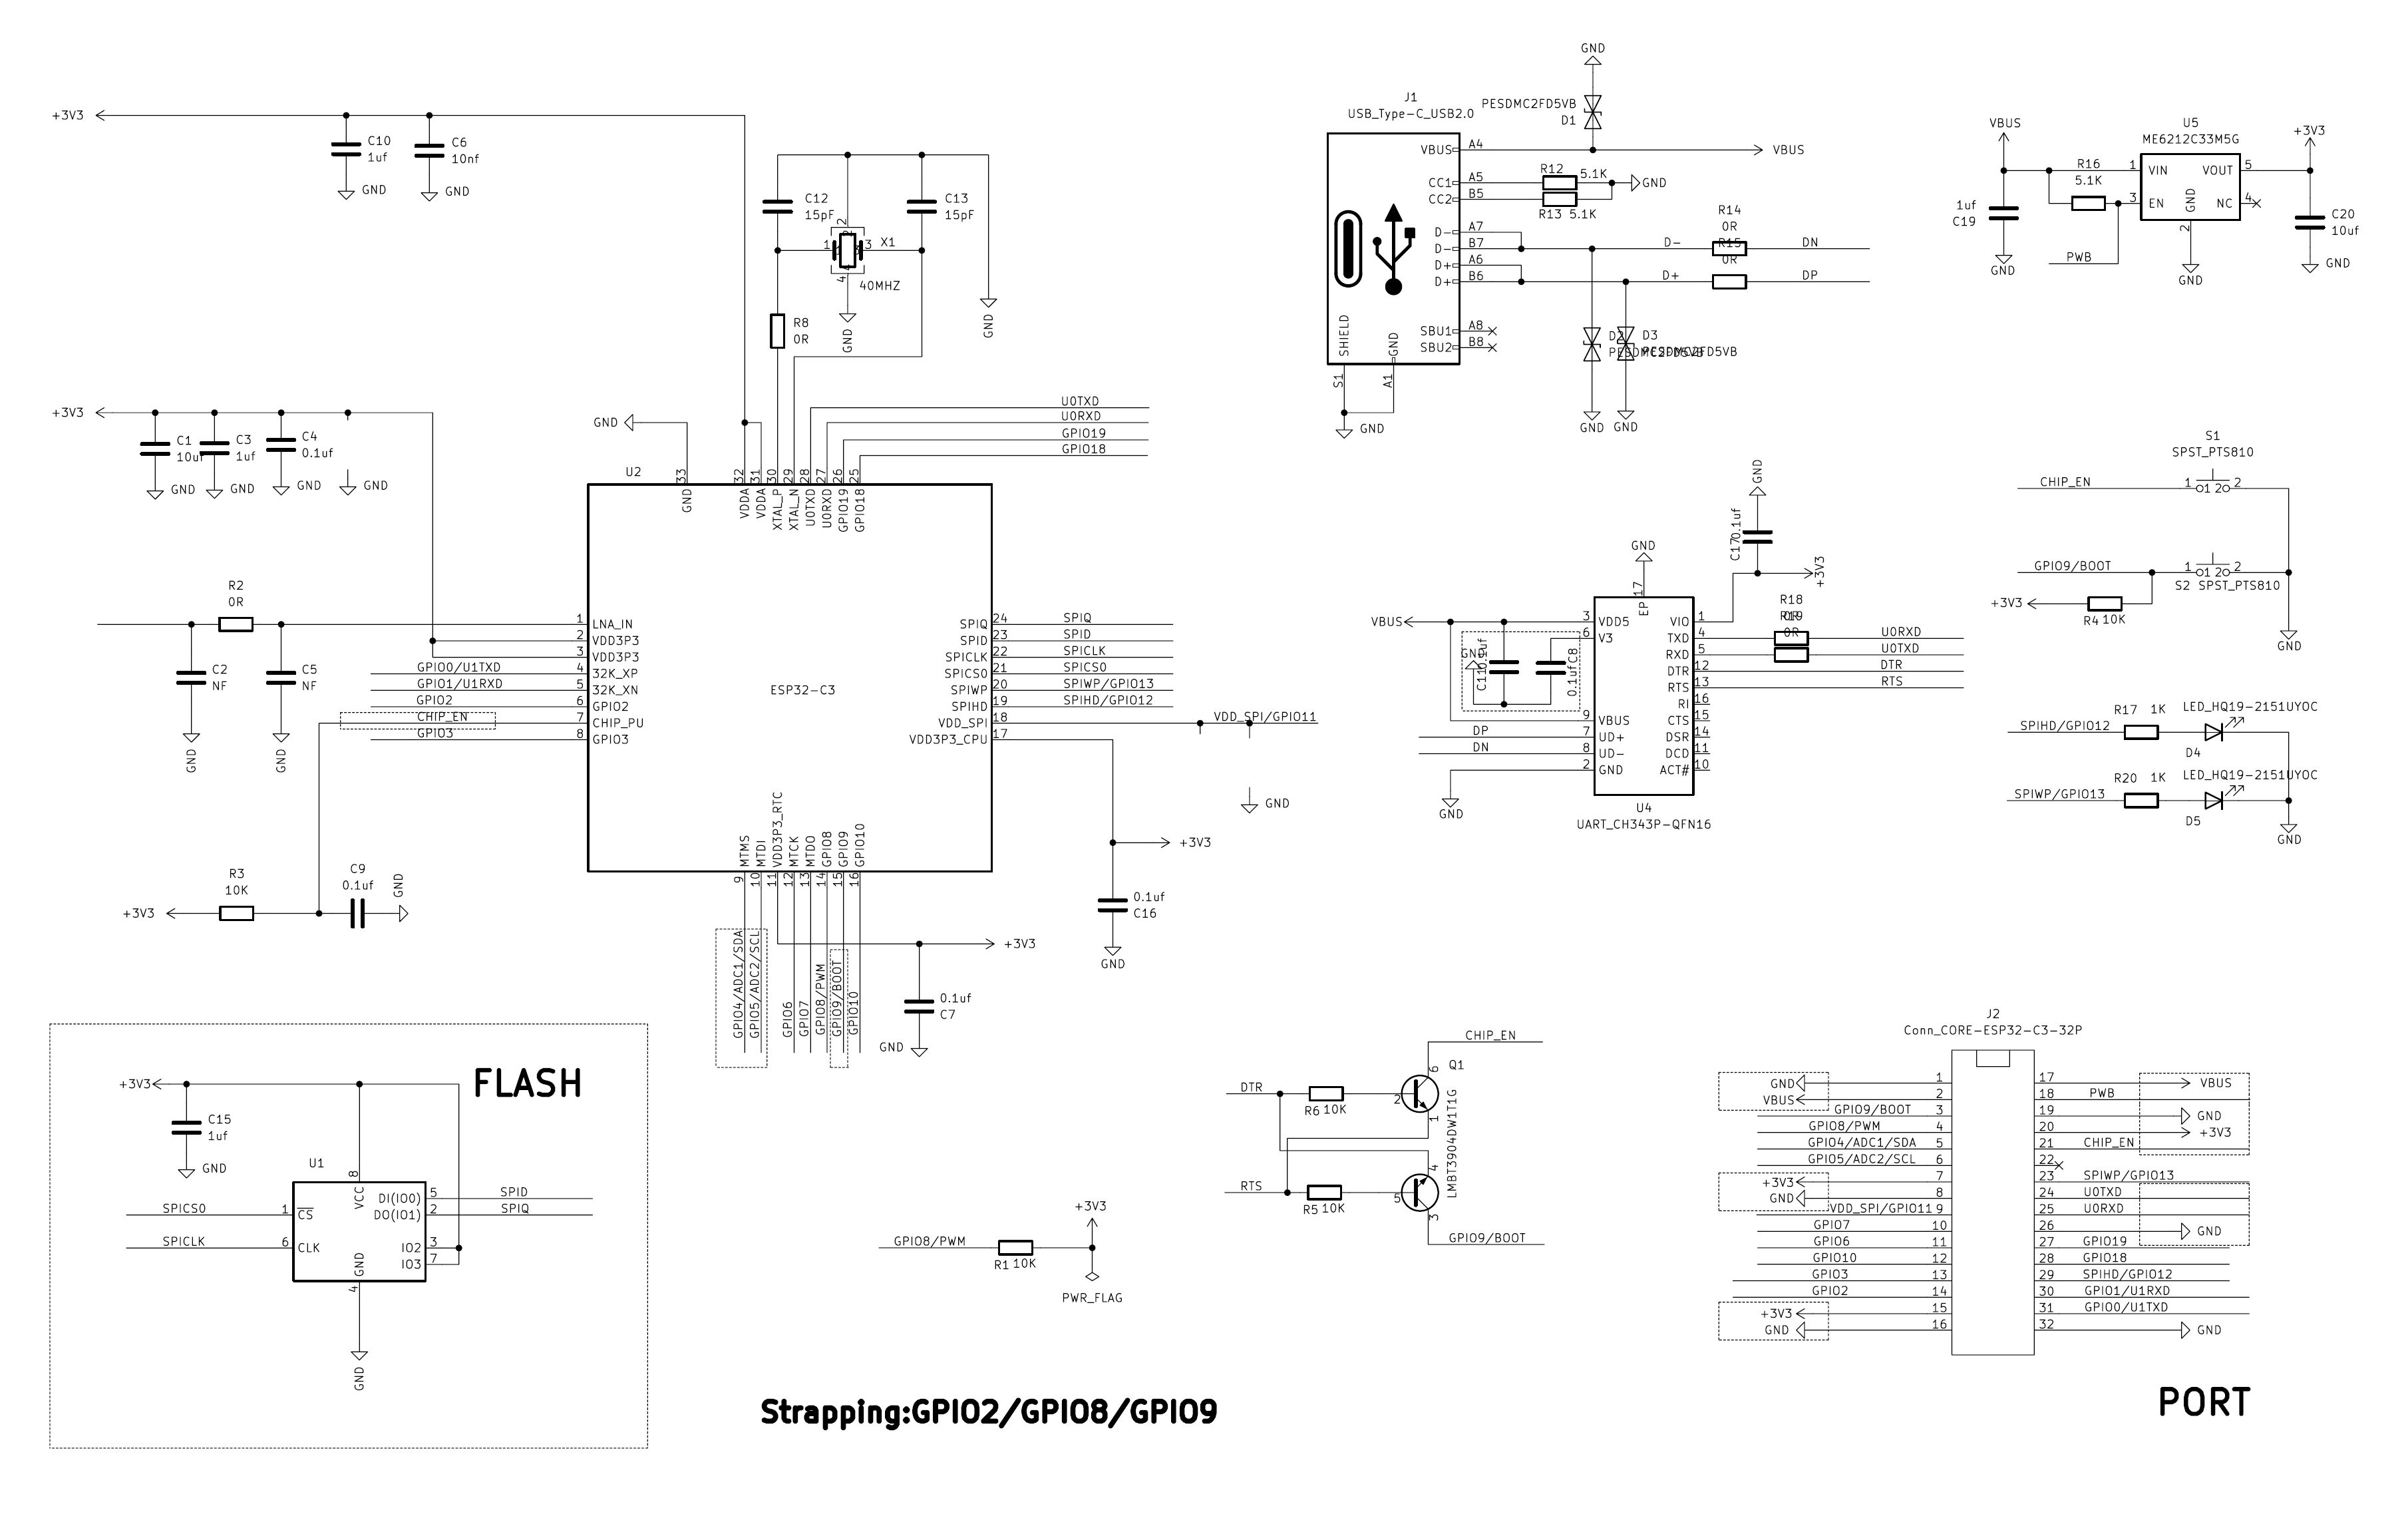 GND
J1
USB_Type-C_USB2.0
PESDMC2FD5VB
D1
+3V3
C10
1uf
GND
C6
10nf
GND
VBUS A4
VBUS
CC1 A5
CC2 B5
R12
5.1K
GND
R13 5.1K
D- A7
D- B7
D+ A6
D+ B6
D-
D+
R14
0R
R15
0R
DN
DP
SBU1 A8
SBU2 B8
SHIELD
GND
S1
A1
GND
D2
PESDMC2FD5VB
D3
PESDMC2FD5VB
GND
GND
VBUS
U5
ME6212C33M5G
+3V3
R16
5.1K
1 VIN
VOUT 5
3 EN
NC 4
GND
2
1uf
C19
GND
PWB
GND
C20
10uf
GND
C12
15pF
C13
15pF
2
1
3
4
X1
40MHZ
R8
0R
GND
GND
+3V3
C1
10uf
C3
1uf
C4
0.1uf
GND
GND
GND
GND
GND
U0TXD
U0RXD
GPIO19
GPIO18
U2
33
32
31
30
29
28
27
26
25
GND
VDDA
VDDA
XTAL_P
XTAL_N
U0TXD
U0RXD
GPIO19
GPIO18
R2
0R
C2
NF
C5
NF
GND
GND
1 LNA_IN
2 VDD3P3
3 VDD3P3
GPIO0/U1TXD 4 32K_XP
GPIO1/U1RXD 5 32K_XN
GPIO2 6 GPIO2
CHIP_EN 7 CHIP_PU
GPIO3 8 GPIO3
ESP32-C3
SPIQ 24 SPIQ
SPID 23 SPID
SPICLK 22 SPICLK
SPICS0 21 SPICS0
SPIWP 20 SPIWP/GPIO13
SPIHD 19 SPIHD/GPIO12
VDD_SPI 18 VDD_SPI/GPIO11
VDD3P3_CPU 17
GND
+3V3
0.1uf
C16
GND
MTMS
MTDI
VDD3P3_RTC
MTCK
MTDO
GPIO8
GPIO9
GPIO10
9
10
11
12
13
14
15
16
GPIO4/ADC1/SDA
GPIO5/ADC2/SCL
GPIO6
GPIO7
GPIO8/PWM
GPIO9/BOOT
GPIO10
+3V3
0.1uf
C7
GND
R3
10K
+3V3
C9
0.1uf
GND
GND
C17
0.1uf
+3V3
GND
17
EP
VBUS
3 VDD5
6 V3
9 VBUS
DP 7 UD+
DN 8 UD-
2 GND
GND
C11
0.1uf
0.1uf
C8
GND
VIO 1
TXD 4
RXD 5
DTR 12
RTS 13
RI 16
CTS 15
DSR 14
DCD 11
ACT# 10
R18
0R
R19
0R
U0RXD
U0TXD
DTR
RTS
U4
UART_CH343P-QFN16
S1
SPST_PTS810
CHIP_EN
1 1 2 2
GPIO9/BOOT
1 1 2 2
S2 SPST_PTS810
+3V3
R4 10K
GND
SPIHD/GPIO12
R17 1K
LED_HQ19-2151UYOC
D4
SPIWP/GPIO13
R20 1K
LED_HQ19-2151UYOC
D5
GND
FLASH
+3V3
C15
1uf
GND
U1
8
VCC
SPICS0 1 CS
SPICLK 6 CLK
DI(IO0) 5 SPID
DO(IO1) 2 SPIQ
IO2 3
IO3 7
GND
4
GND
CHIP_EN
Q1
6
DTR
R6 10K
2
1
LMBT3904DW1T1G
4
RTS
R5 10K
5
3
GPIO9/BOOT
+3V3
GPIO8/PWM
R1 10K
PWR_FLAG
J2
Conn_CORE-ESP32-C3-32P
GND 1
VBUS 2
GPIO9/BOOT 3
GPIO8/PWM 4
GPIO4/ADC1/SDA 5
GPIO5/ADC2/SCL 6
+3V3 7
GND 8
VDD_SPI/GPIO11 9
GPIO7 10
GPIO6 11
GPIO10 12
GPIO3 13
GPIO2 14
+3V3 15
GND 16
17 VBUS
18 PWB
19 GND
20 +3V3
21 CHIP_EN
22
23 SPIWP/GPIO13
24 U0TXD
25 U0RXD
26 GND
27 GPIO19
28 GPIO18
29 SPIHD/GPIO12
30 GPIO1/U1RXD
31 GPIO0/U1TXD
32 GND
PORT
Strapping:GPIO2/GPIO8/GPIO9